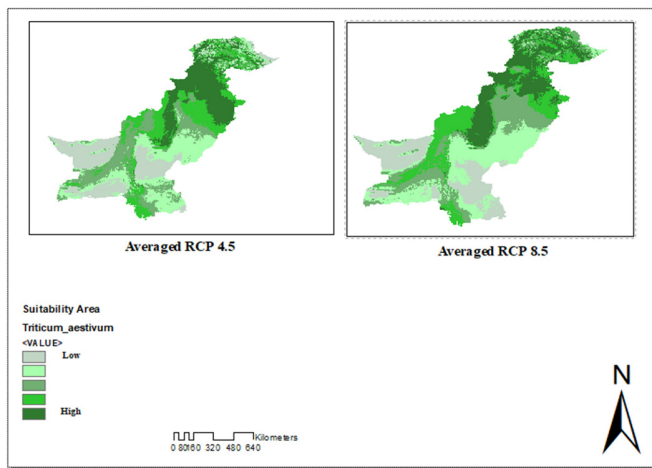 Averaged RCP 4.5
Averaged RCP 8.5
Suitability Area
Triticum_aestivum
<VALUE>
Low
High
N
Kilometers
0 80160 320 480 640